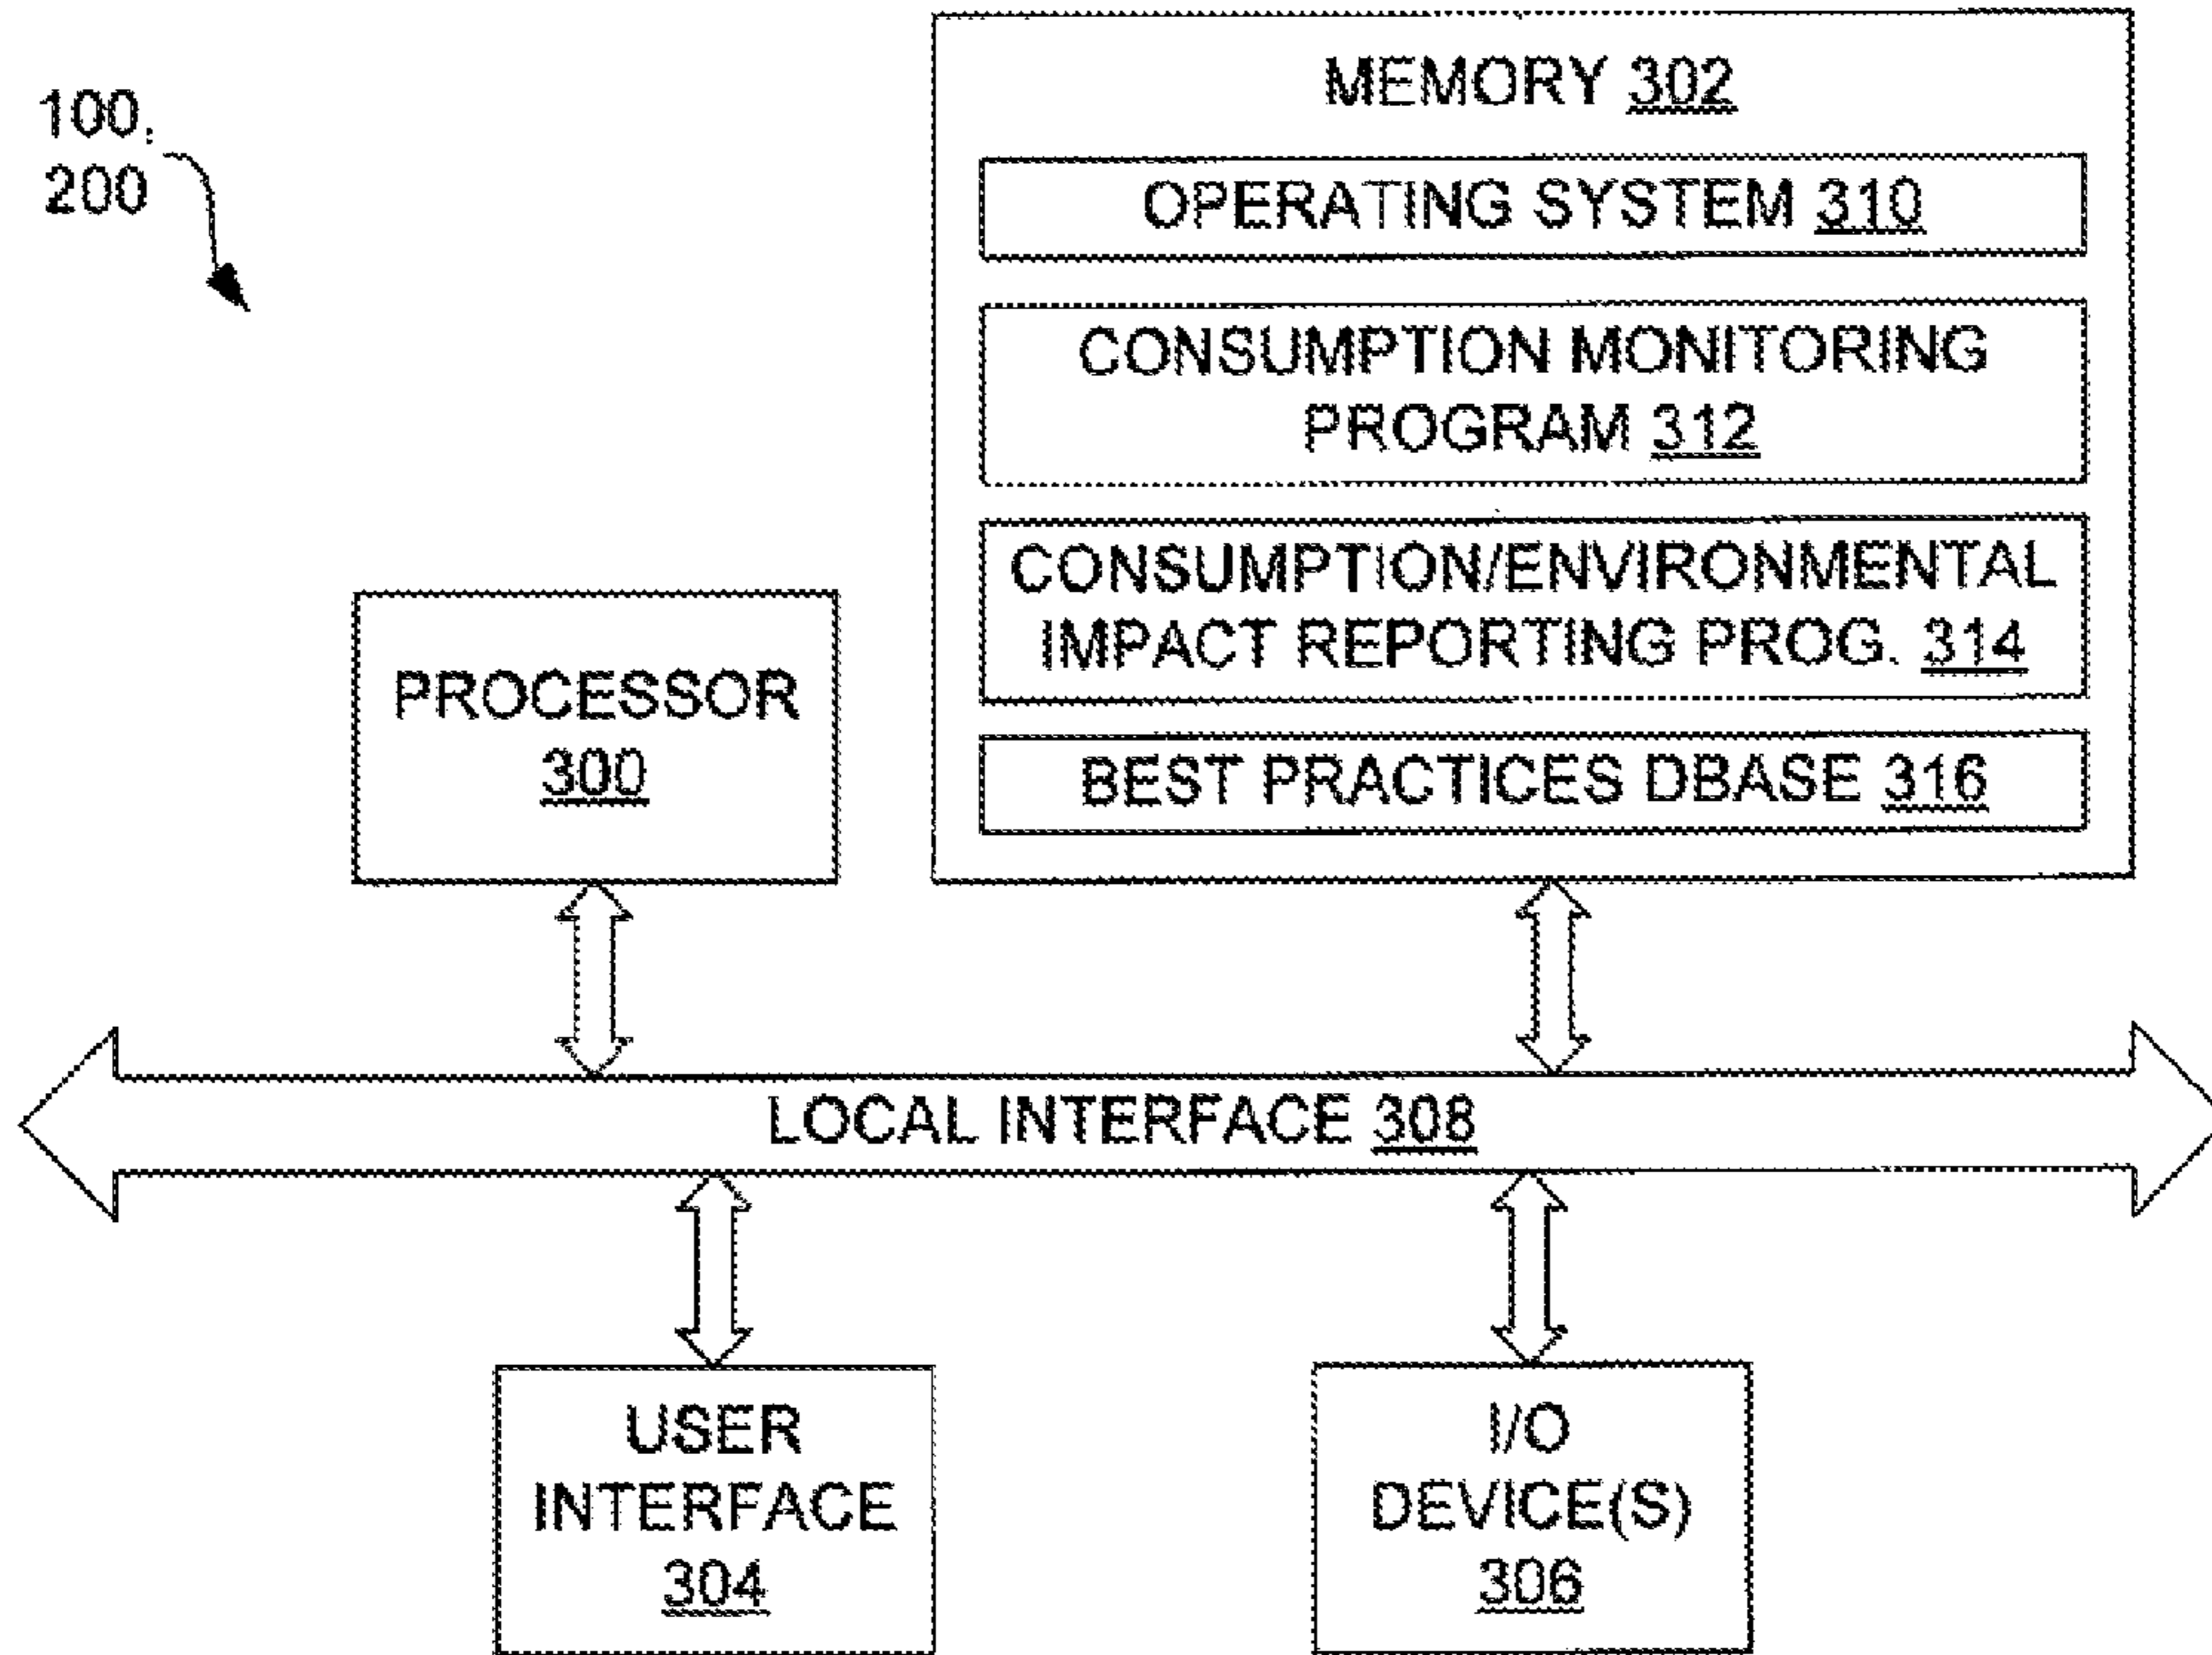 100,
200
MEMORY 302
OPERATING SYSTEM 310
CONSUMPTION MONITORING
PROGRAM 312
CONSUMPTION/ENVIRONMENTAL
IMPACT REPORTING PROG. 314
BEST PRACTICES DBASE 316
PROCESSOR
300
LOCAL INTERFACE 308
USER
INTERFACE
304
I/O
DEVICE(S)
306